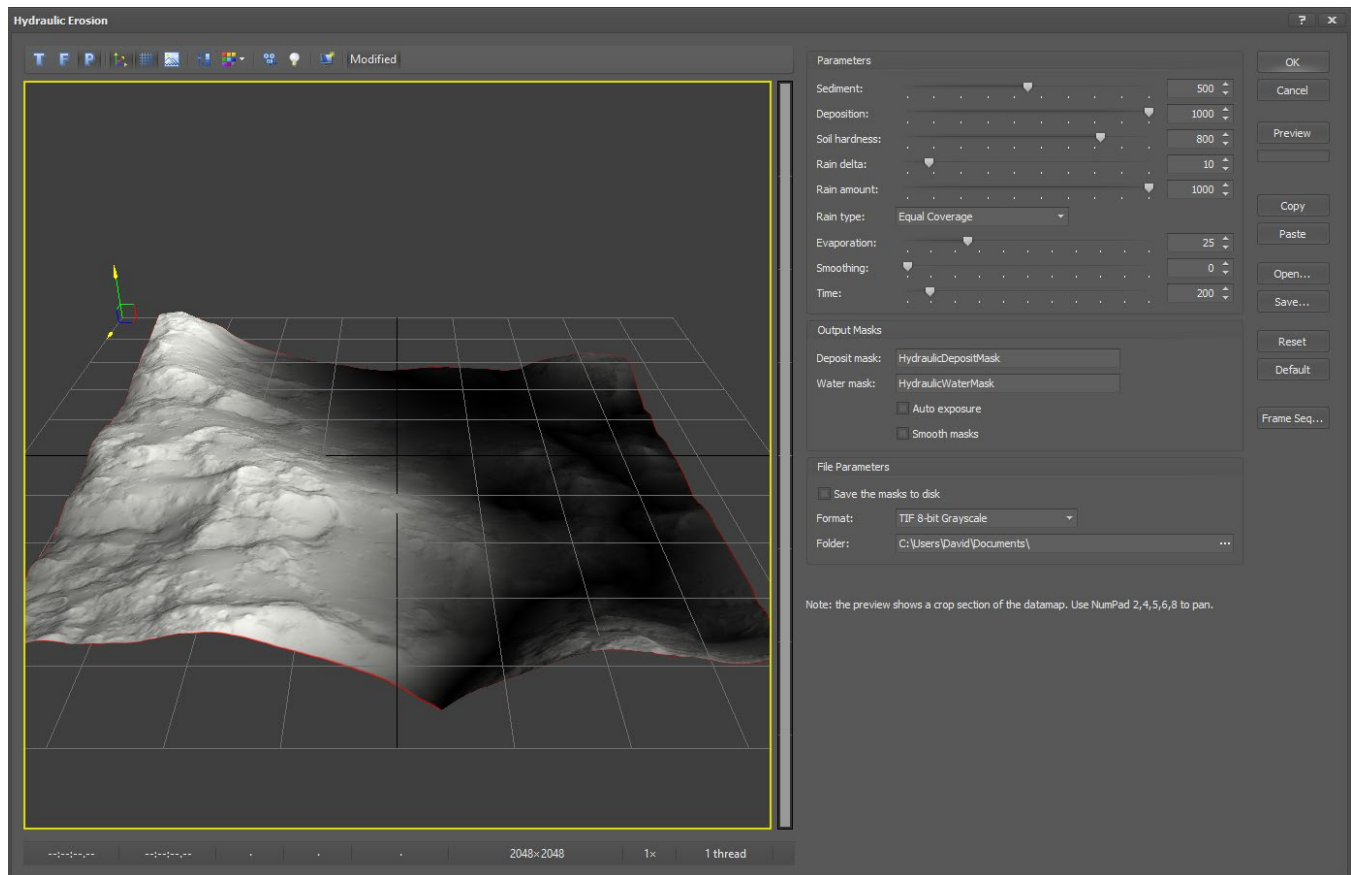 Hydraulic Erosion
? x
T F P Modified
Parameters
Sediment: 500
Deposition: 1000
Soil hardness: 800
Rain delta: 10
Rain amount: 1000
Rain type: Equal Coverage
Evaporation: 25
Smoothing: 0
Time: 200
Output Masks
Deposit mask: HydraulicDepositMask
Water mask: HydraulicWaterMask
Auto exposure
Smooth masks
File Parameters
Save the masks to disk
Format: TIF 8-bit Grayscale
Folder: C:\Users\David\Documents\ ...
Note: the preview shows a crop section of the datamap. Use NumPad 2,4,5,6,8 to pan.
OK
Cancel
Preview
Copy
Paste
Open...
Save...
Reset
Default
Frame Seq...
--:--:--.-- --:--:--.-- . . . 2048×2048 1× 1 thread